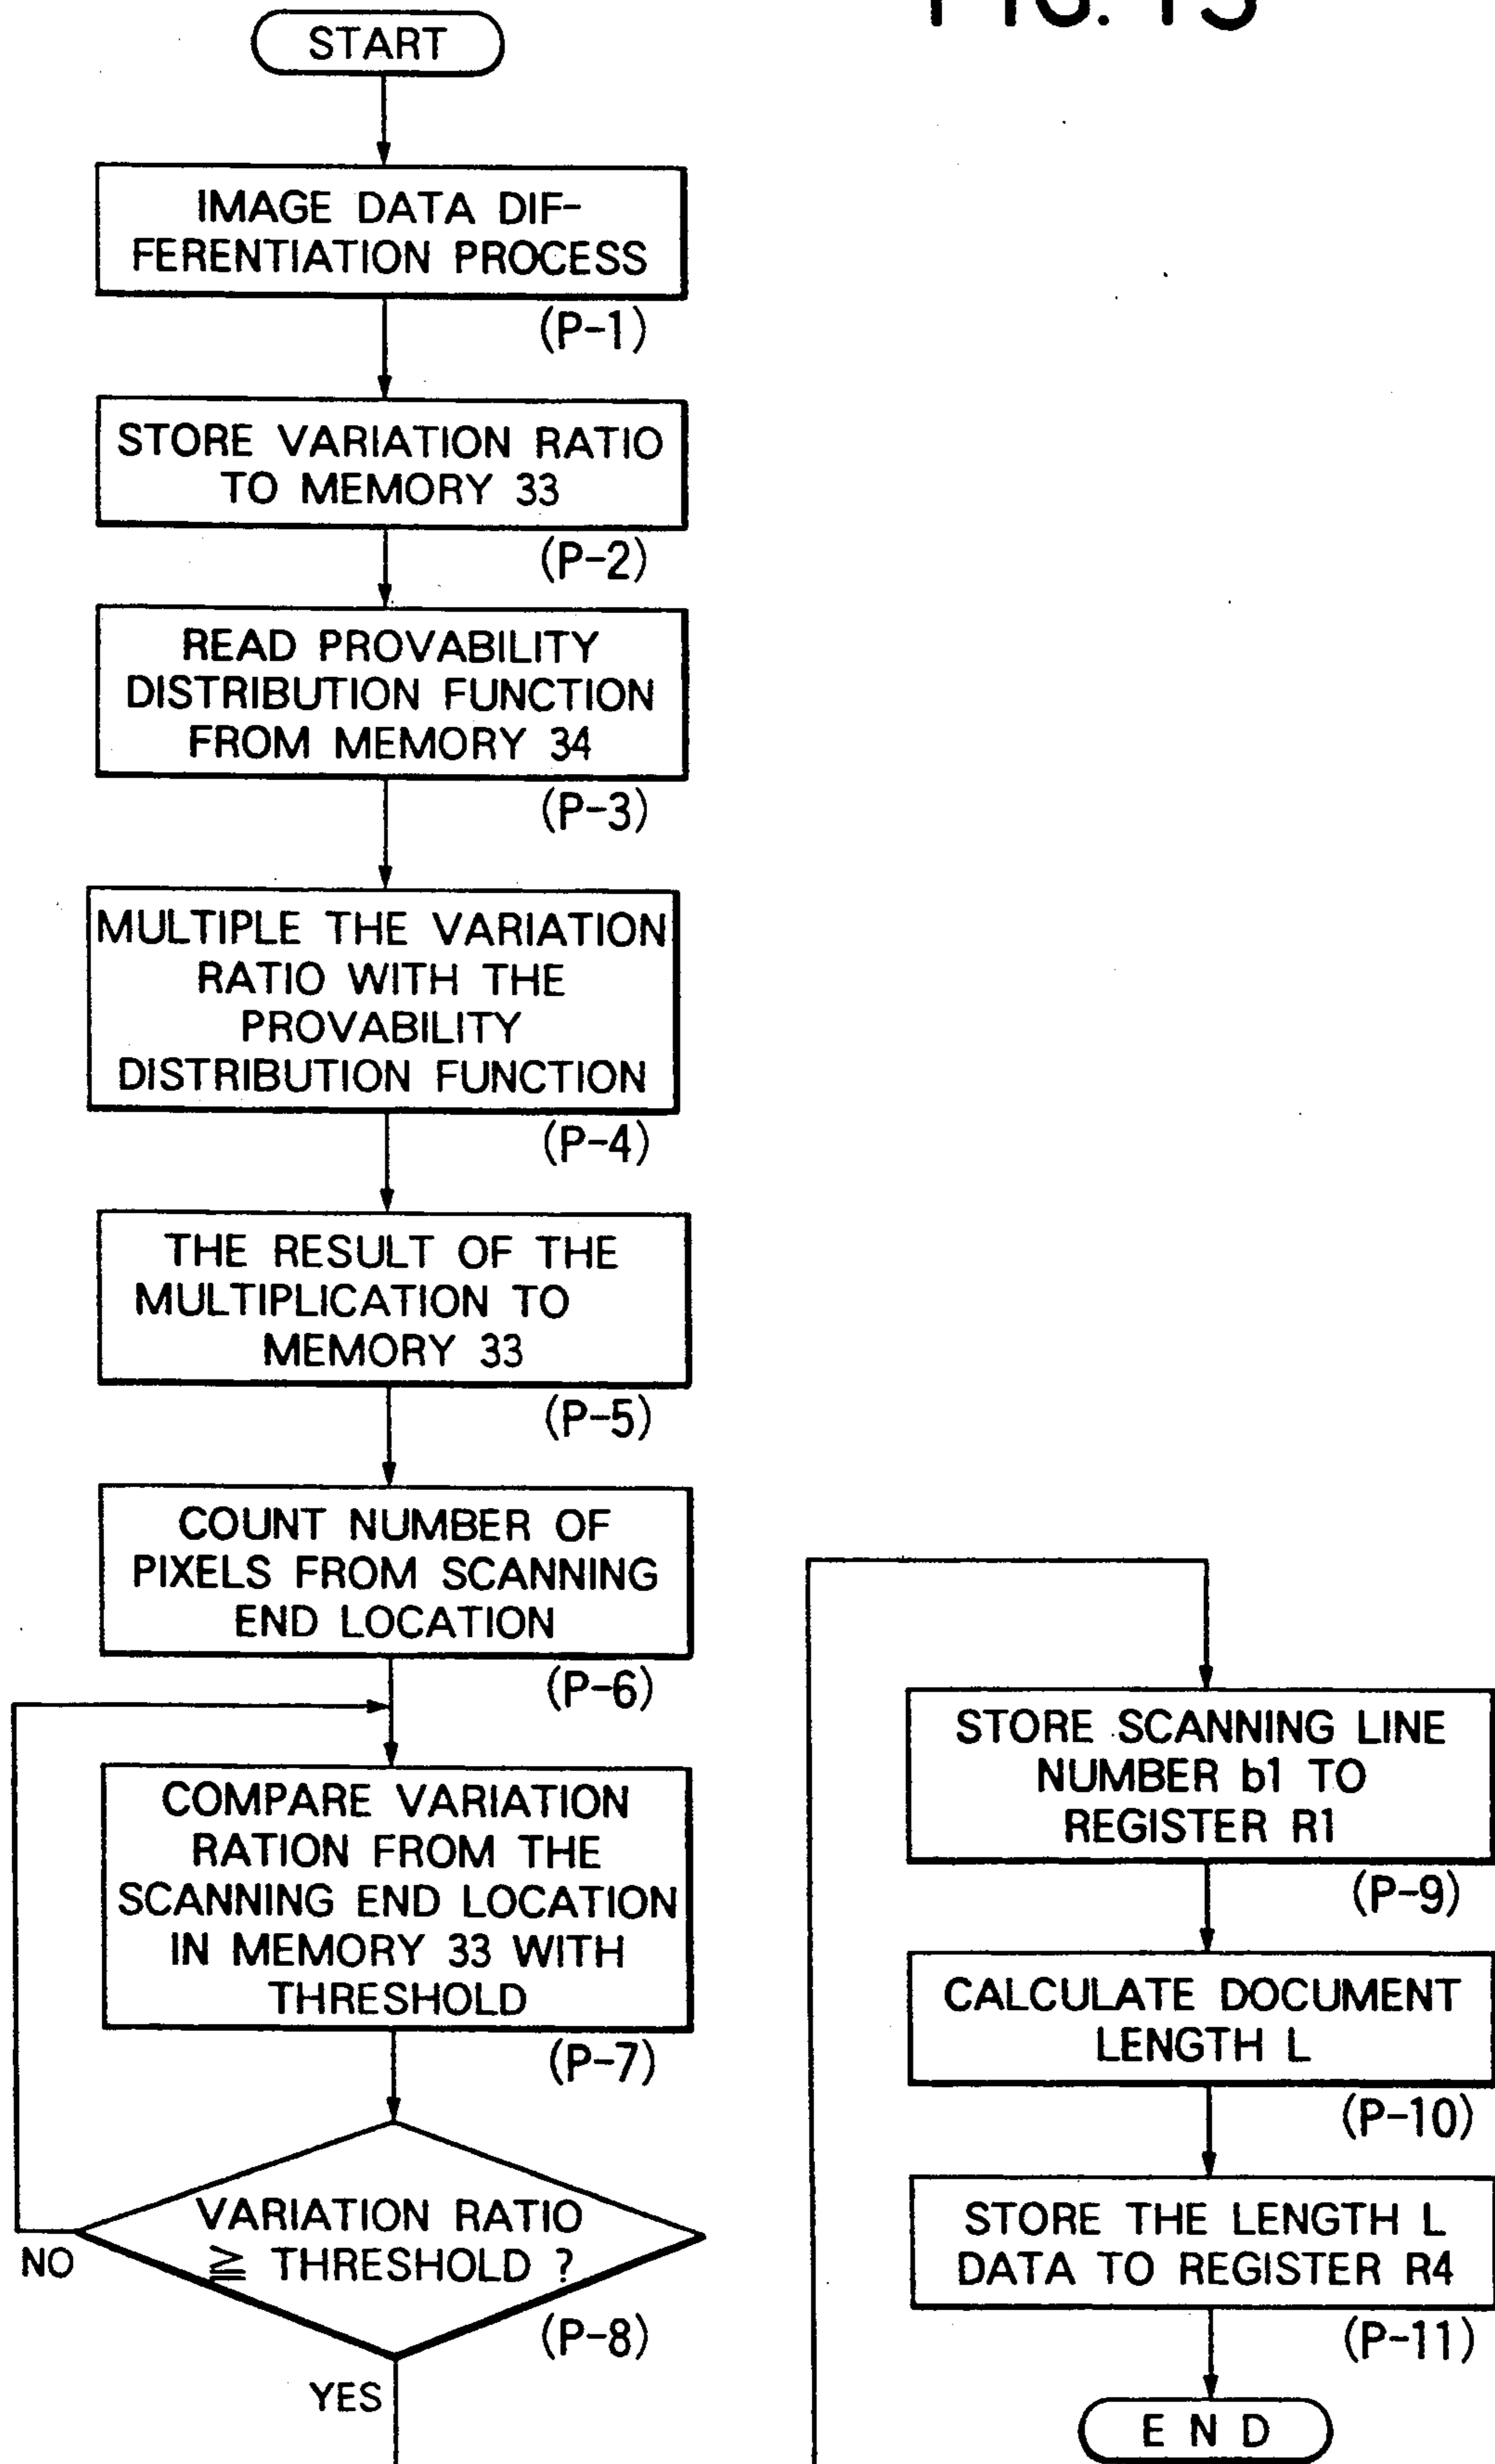 FIG. 13
START
IMAGE DATA DIF-
FERENTIATION PROCESS
(P-1)
STORE VARIATION RATIO
TO MEMORY 33
(P-2)
READ PROVABILITY
DISTRIBUTION FUNCTION
FROM MEMORY 34
(P-3)
MULTIPLE THE VARIATION
RATIO WITH THE
PROVABILITY
DISTRIBUTION FUNCTION
(P-4)
THE RESULT OF THE
MULTIPLICATION TO
MEMORY 33
(P-5)
COUNT NUMBER OF
PIXELS FROM SCANNING
END LOCATION
(P-6)
COMPARE VARIATION
RATION FROM THE
SCANNING END LOCATION
IN MEMORY 33 WITH
THRESHOLD
(P-7)
VARIATION RATIO
≧ THRESHOLD ?
NO
(P-8)
YES
STORE SCANNING LINE
NUMBER b1 TO
REGISTER R1
(P-9)
CALCULATE DOCUMENT
LENGTH L
(P-10)
STORE THE LENGTH L
DATA TO REGISTER R4
(P-11)
E N D